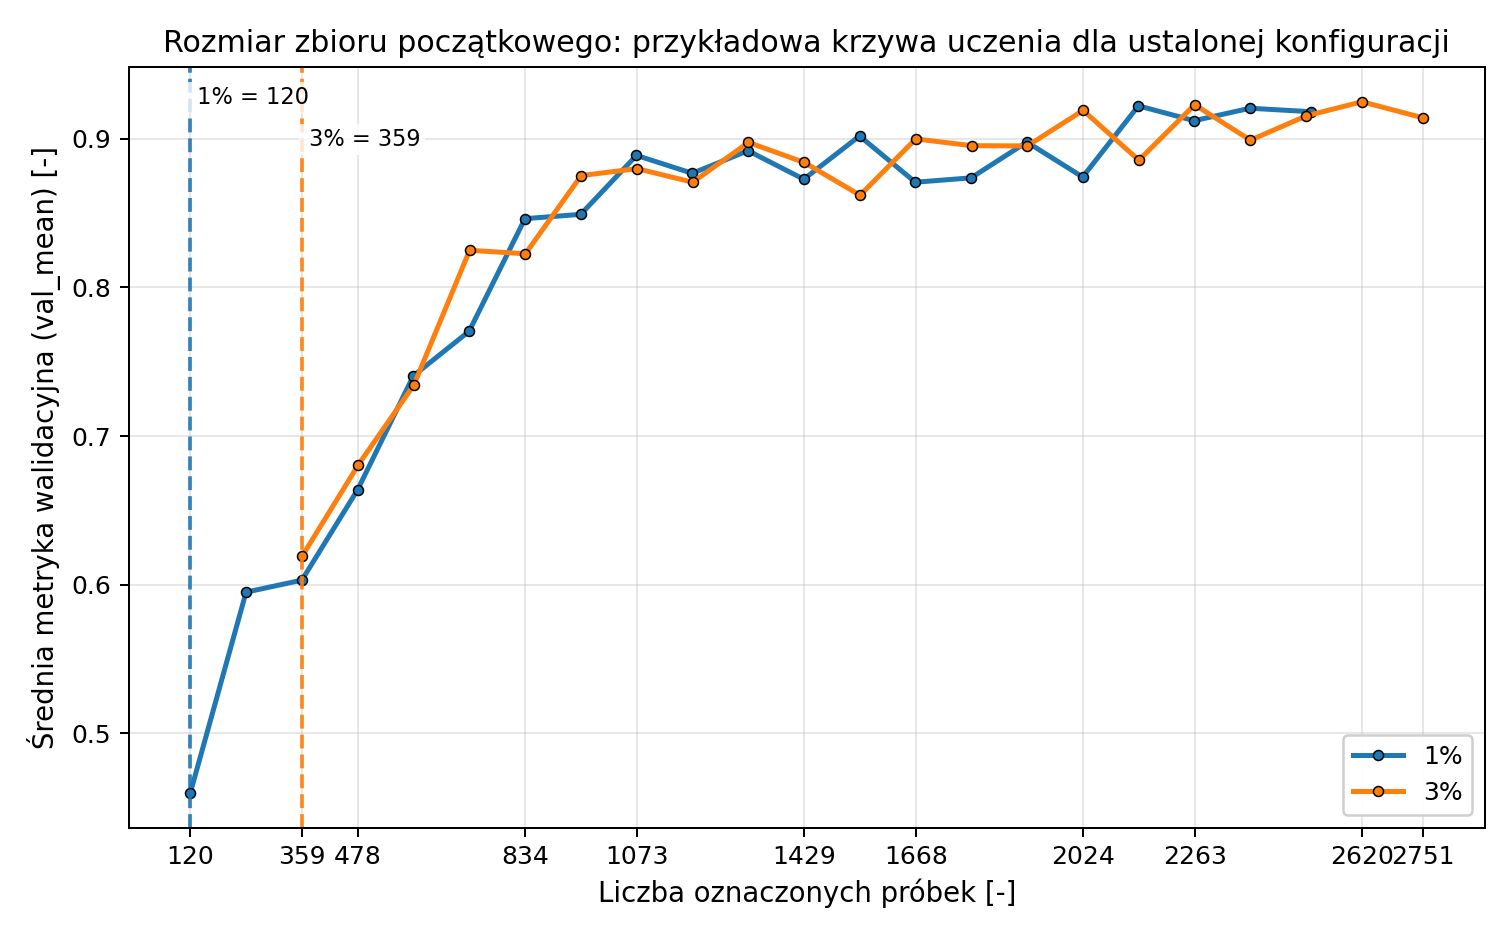 Rozmiar zbioru początkowego: przykładowa krzywa uczenia dla ustalonej konfiguracji
Średnia metryka walidacyjna (val_mean) [-]
0.9
0.8
0.7
0.6
0.5
1% = 120
3% = 359
1%
3%
120 359 478 834 1073 1429 1668 2024 2263 2620 2751
Liczba oznaczonych próbek [-]